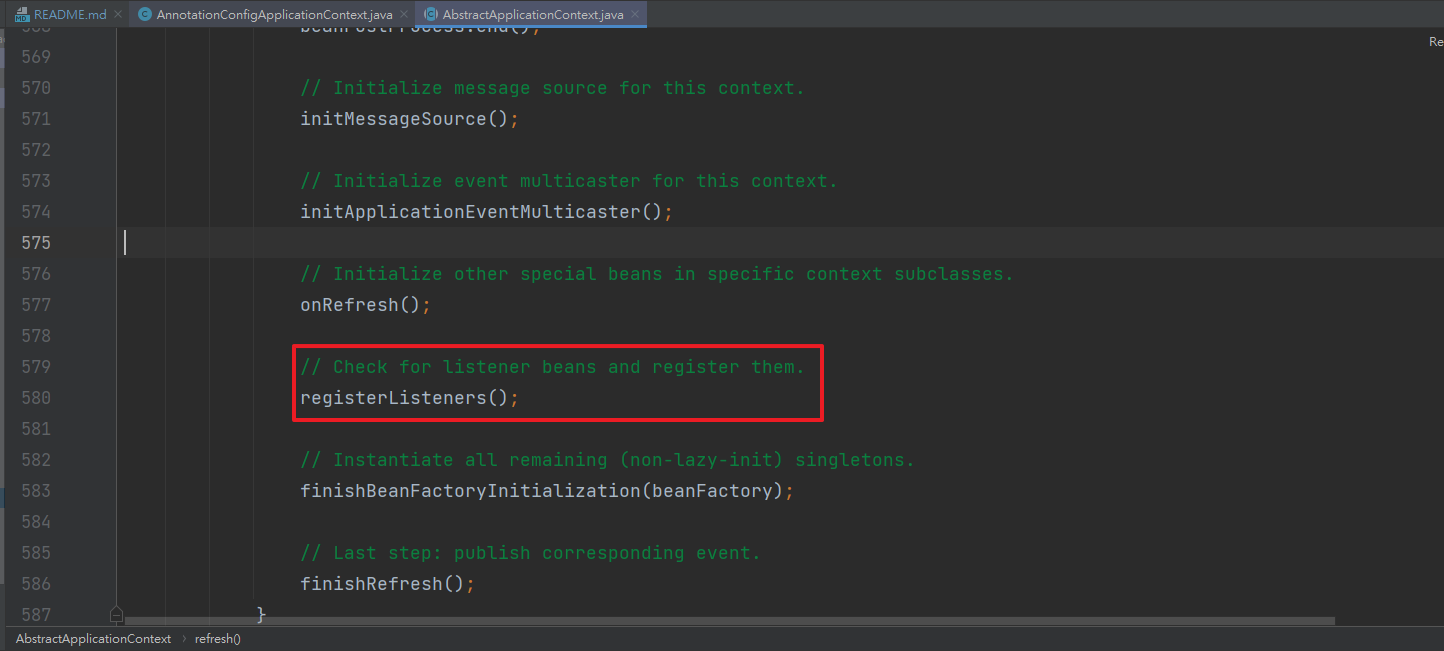 README.md
AnnotationConfigApplicationContext.java
AbstractApplicationContext.java
beanPostProcess.end();
569
570 // Initialize message source for this context.
571 initMessageSource();
572
573 // Initialize event multicaster for this context.
574 initApplicationEventMulticaster();
575
576 // Initialize other special beans in specific context subclasses.
577 onRefresh();
578
579 // Check for listener beans and register them.
580 registerListeners();
581
582 // Instantiate all remaining (non-lazy-init) singletons.
583 finishBeanFactoryInitialization(beanFactory);
584
585 // Last step: publish corresponding event.
586 finishRefresh();
587 }
AbstractApplicationContext › refresh()